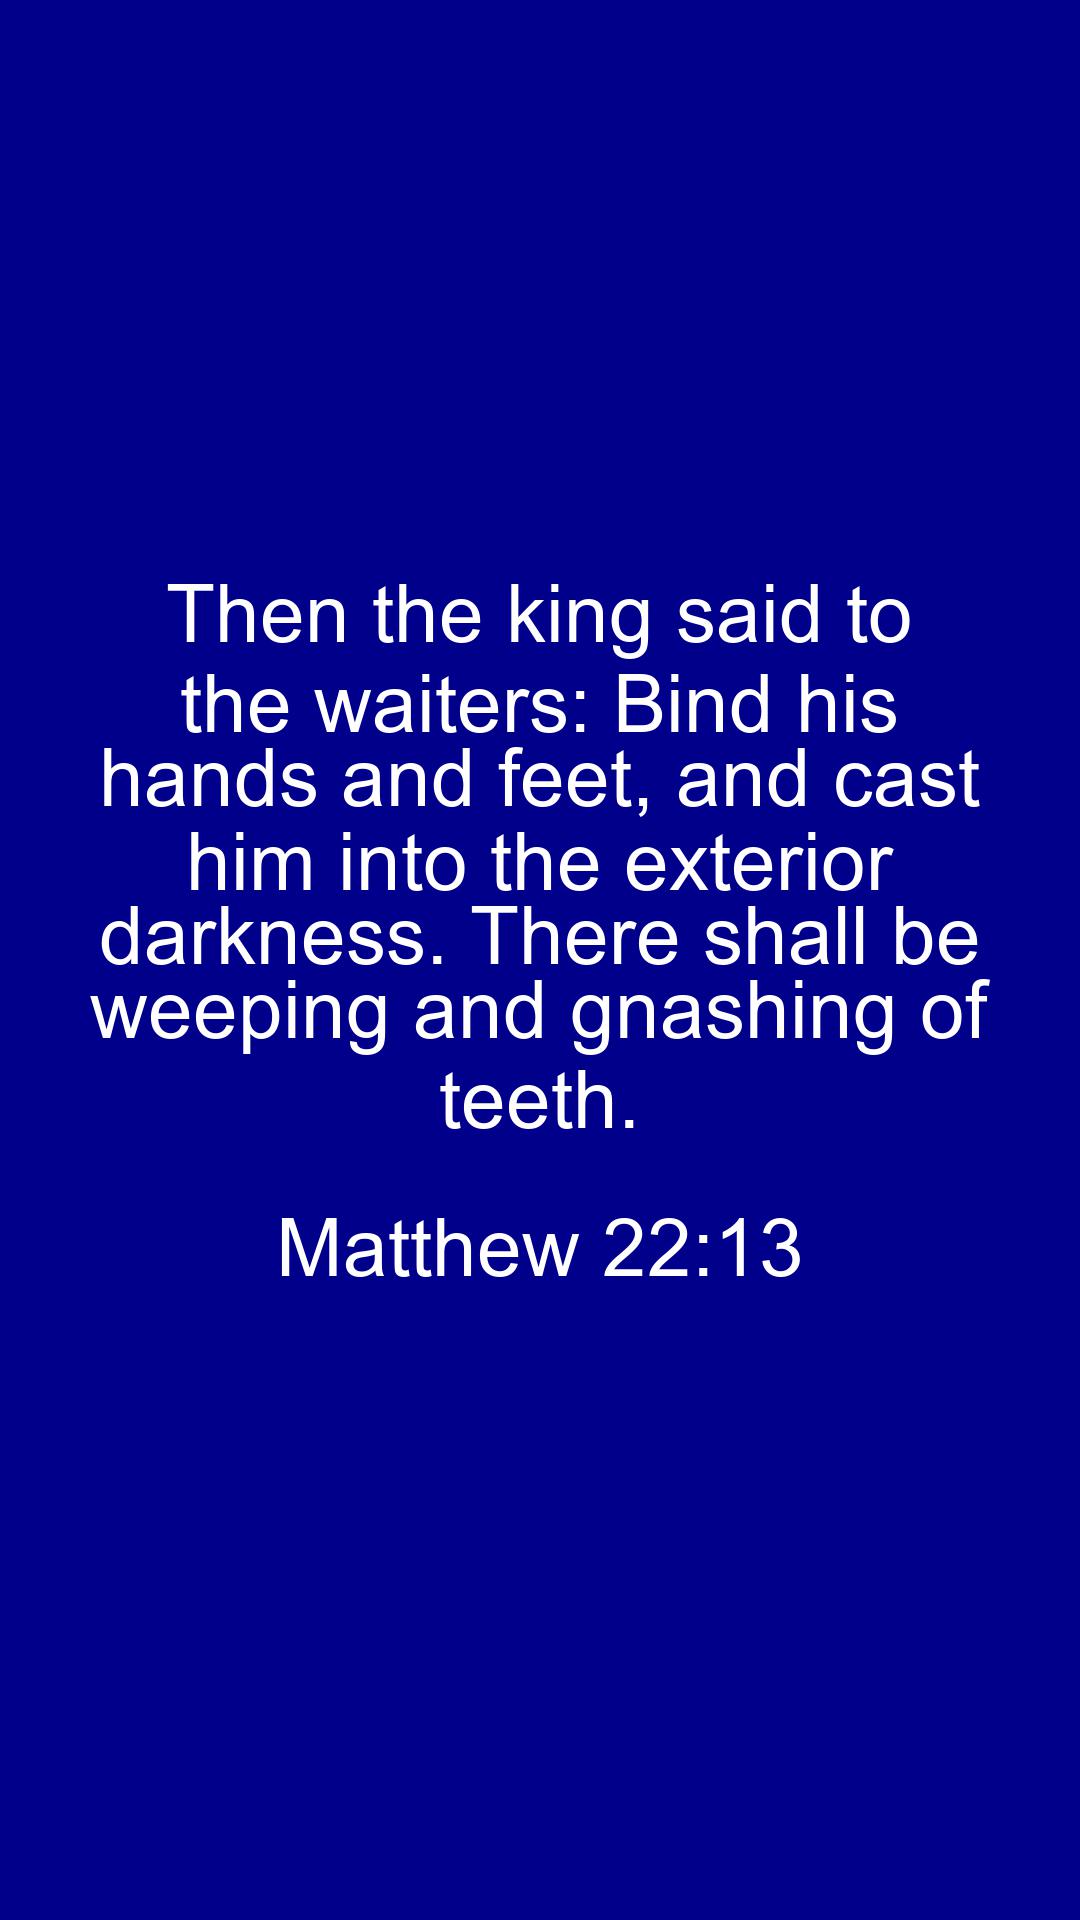 Then the king said to
the waiters: Bind his
hands and feet, and cast
him into the exterior
darkness. There shall be
weeping and gnashing of
teeth.
Matthew 22:13